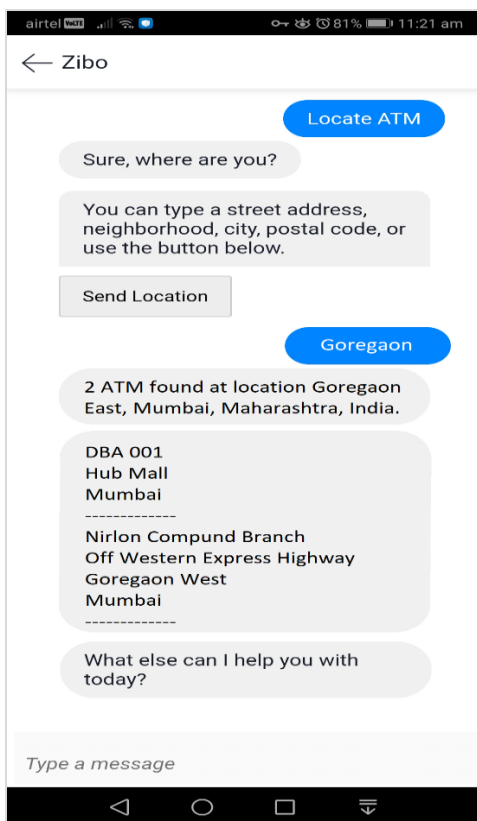 airtel VoLTE 81% 11:21 am
Zibo
Locate ATM
Sure, where are you?
You can type a street address,
neighborhood, city, postal code, or
use the button below.
Send Location
Goregaon
2 ATM found at location Goregaon
East, Mumbai, Maharashtra, India.
DBA 001
Hub Mall
Mumbai
-------------
Nirlon Compund Branch
Off Western Express Highway
Goregaon West
Mumbai
-------------
What else can I help you with
today?
Type a message